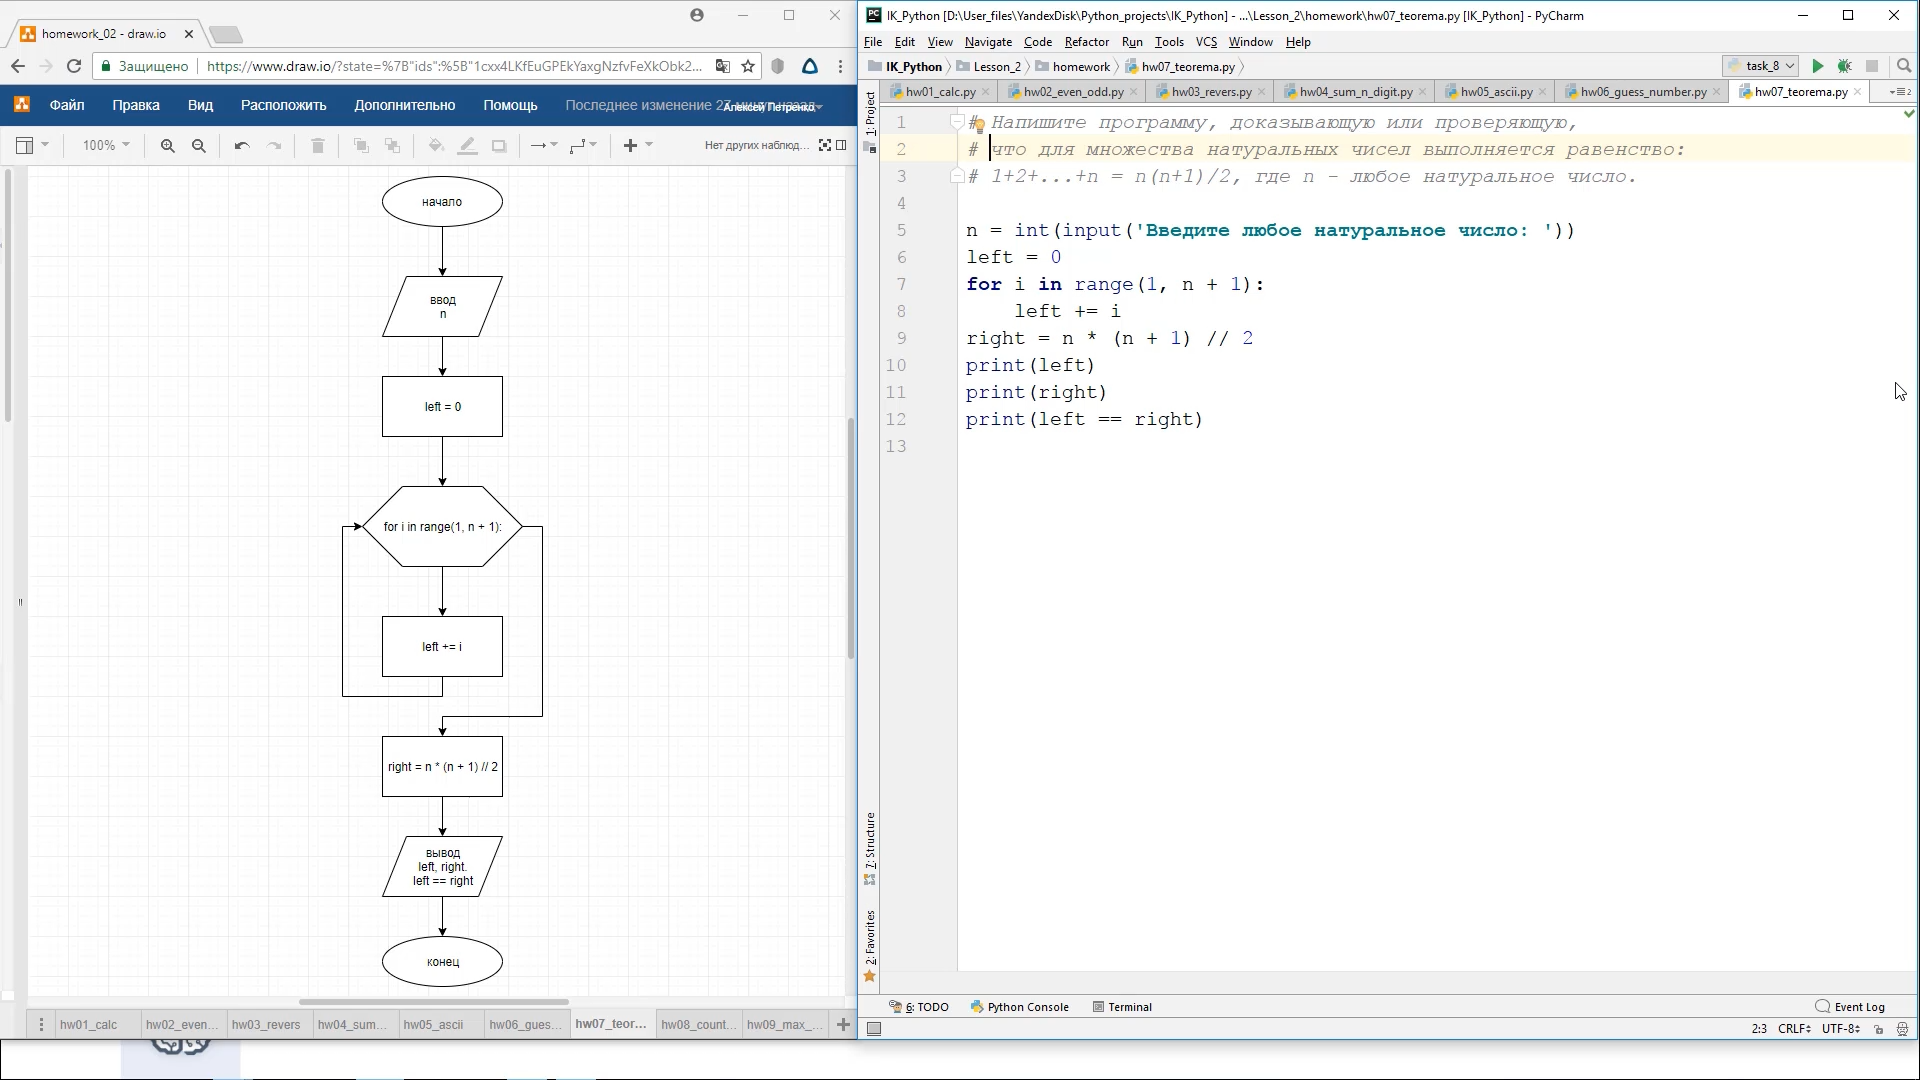 homework_02 - draw.io
Защищено
https://www.draw.io/?state=%7B"ids":%5B"1cxx4LKfEuGPEkYaxgNzfvFeXkObk2...
Файл Правка Вид Расположить Дополнительно Помощь
Алексей Петренко
100%
Нет других наблюд...
начало
ввод
n
left = 0
for i in range(1, n + 1):
left += i
right = n * (n + 1) // 2
вывод
left, right.
left == right
конец
hw01_calc hw02_even... hw03_revers hw04_sum... hw05_ascii hw06_gues... hw07_teor... hw08_count... hw09_max_...
IK_Python [D:\User_files\YandexDisk\Python_projects\IK_Python] - ...\Lesson_2\homework\hw07_teorema.py [IK_Python] - PyCharm
File Edit View Navigate Code Refactor Run Tools VCS Window Help
IK_Python Lesson_2 homework hw07_teorema.py
task_8
hw01_calc.py hw02_even_odd.py hw03_revers.py hw04_sum_n_digit.py hw05_ascii.py hw06_guess_number.py hw07_teorema.py
1: Project
7: Structure
2: Favorites
1 # Напишите программу, доказывающую или проверяющую,
2 # что для множества натуральных чисел выполняется равенство:
3 # 1+2+...+n = n(n+1)/2, где n - любое натуральное число.
4
5 n = int(input('Введите любое натуральное число: '))
6 left = 0
7 for i in range(1, n + 1):
8 left += i
9 right = n * (n + 1) // 2
10 print(left)
11 print(right)
12 print(left == right)
13
6: TODO Python Console Terminal Event Log
2:3 CRLF UTF-8